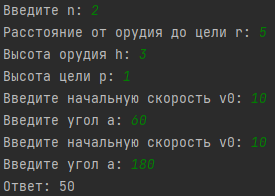 Введите n: 2
Расстояние от орудия до цели r: 5
Высота орудия h: 3
Высота цели p: 1
Введите начальную скорость v0: 10
Введите угол a: 60
Введите начальную скорость v0: 10
Введите угол a: 180
Ответ: 50